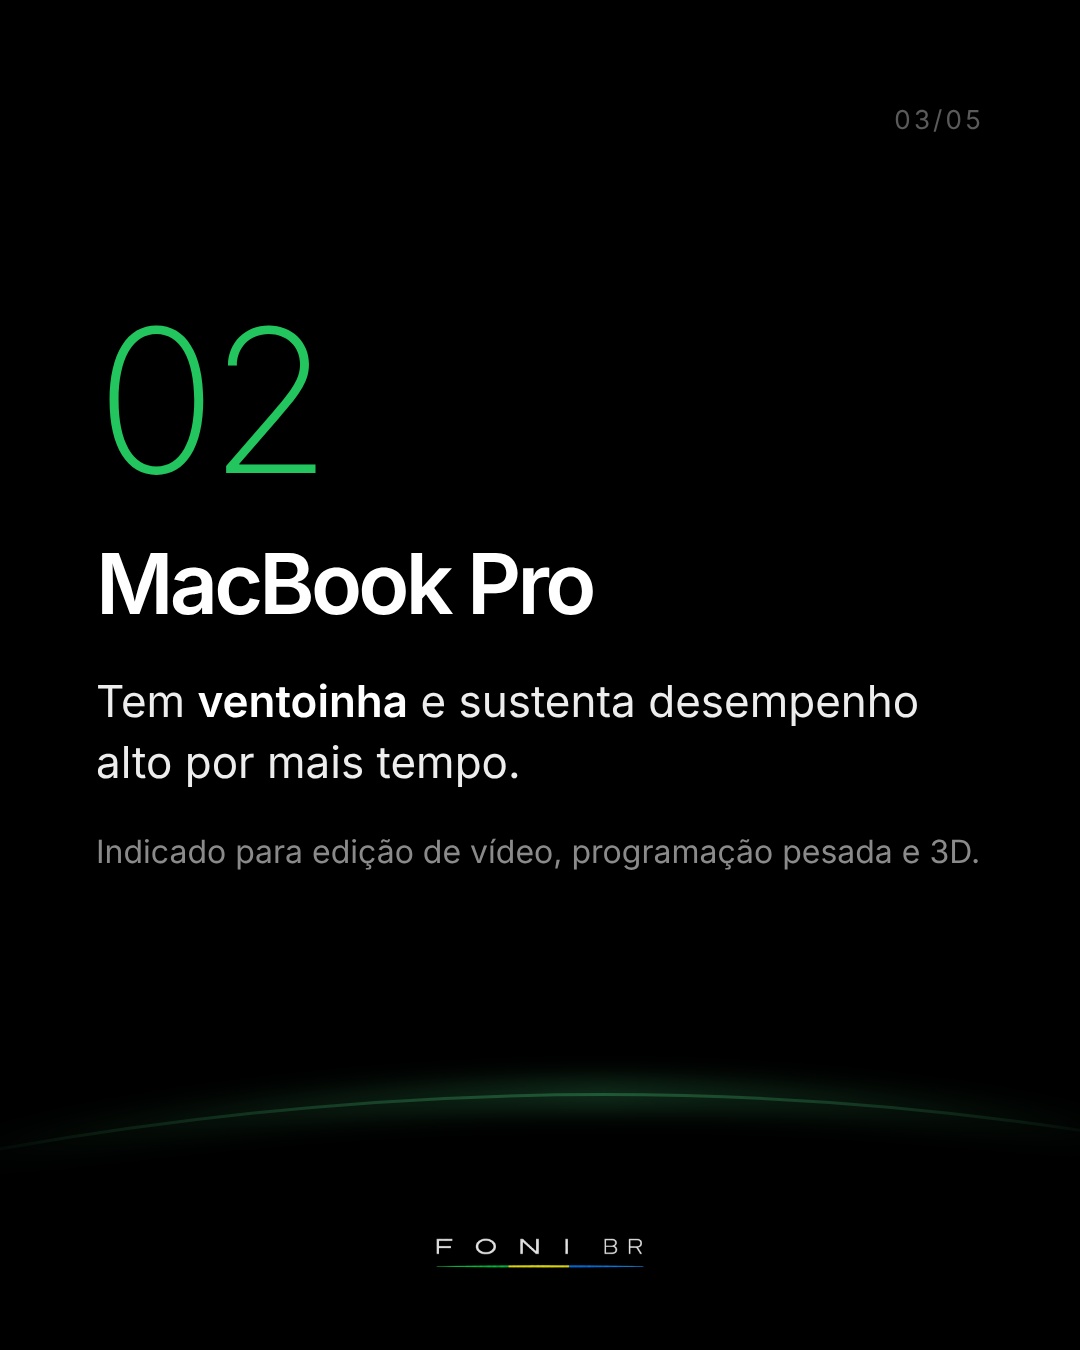 03/05
02
MacBook Pro
Tem ventoinha e sustenta desempenho
alto por mais tempo.
Indicado para edição de vídeo, programação pesada e 3D.
FONI BR